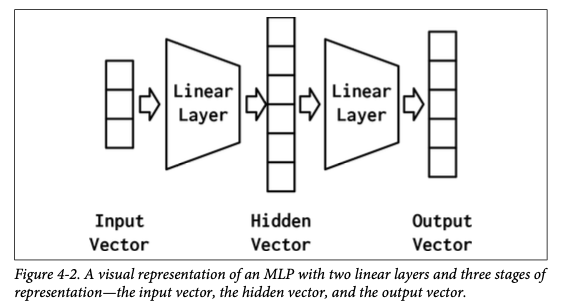 Linear
Layer
Linear
Layer
Input
Vector
Hidden
Vector
Output
Vector
Figure 4-2. A visual representation of an MLP with two linear layers and three stages of
representation—the input vector, the hidden vector, and the output vector.